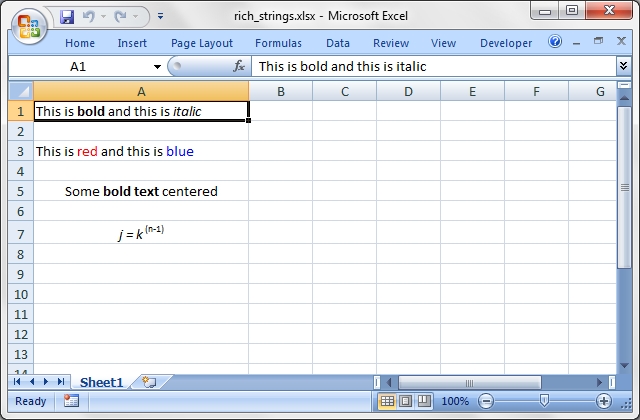 rich_strings.xlsx - Microsoft Excel
Home Insert Page Layout Formulas Data Review View Developer
A1 fx This is bold and this is italic
A B C D E F G
1 This is bold and this is italic
2
3 This is red and this is blue
4
5 Some bold text centered
6
7 j = k (n-1)
8
9
10
11
12
13
14
Sheet1
Ready 100%